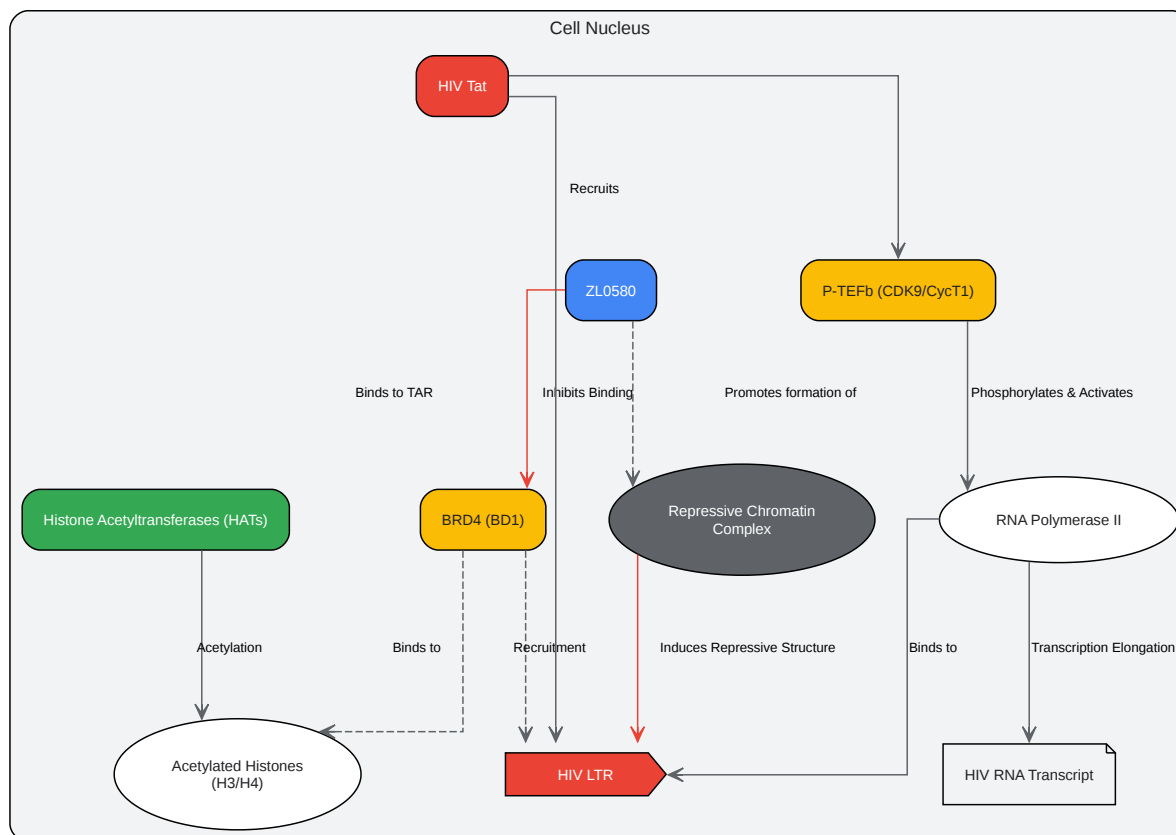 Cell Nucleus
HIV Tat
Recruits
ZL0580
P-TEFb (CDK9/CycT1)
Binds to TAR
Inhibits Binding
Promotes formation of
Phosphorylates & Activates
Histone Acetyltransferases (HATs)
BRD4 (BD1)
Repressive Chromatin
Complex
RNA Polymerase II
Acetylation
Binds to
Recruitment
Induces Repressive Structure
Binds to
Transcription Elongation
Acetylated Histones
(H3/H4)
HIV LTR
HIV RNA Transcript